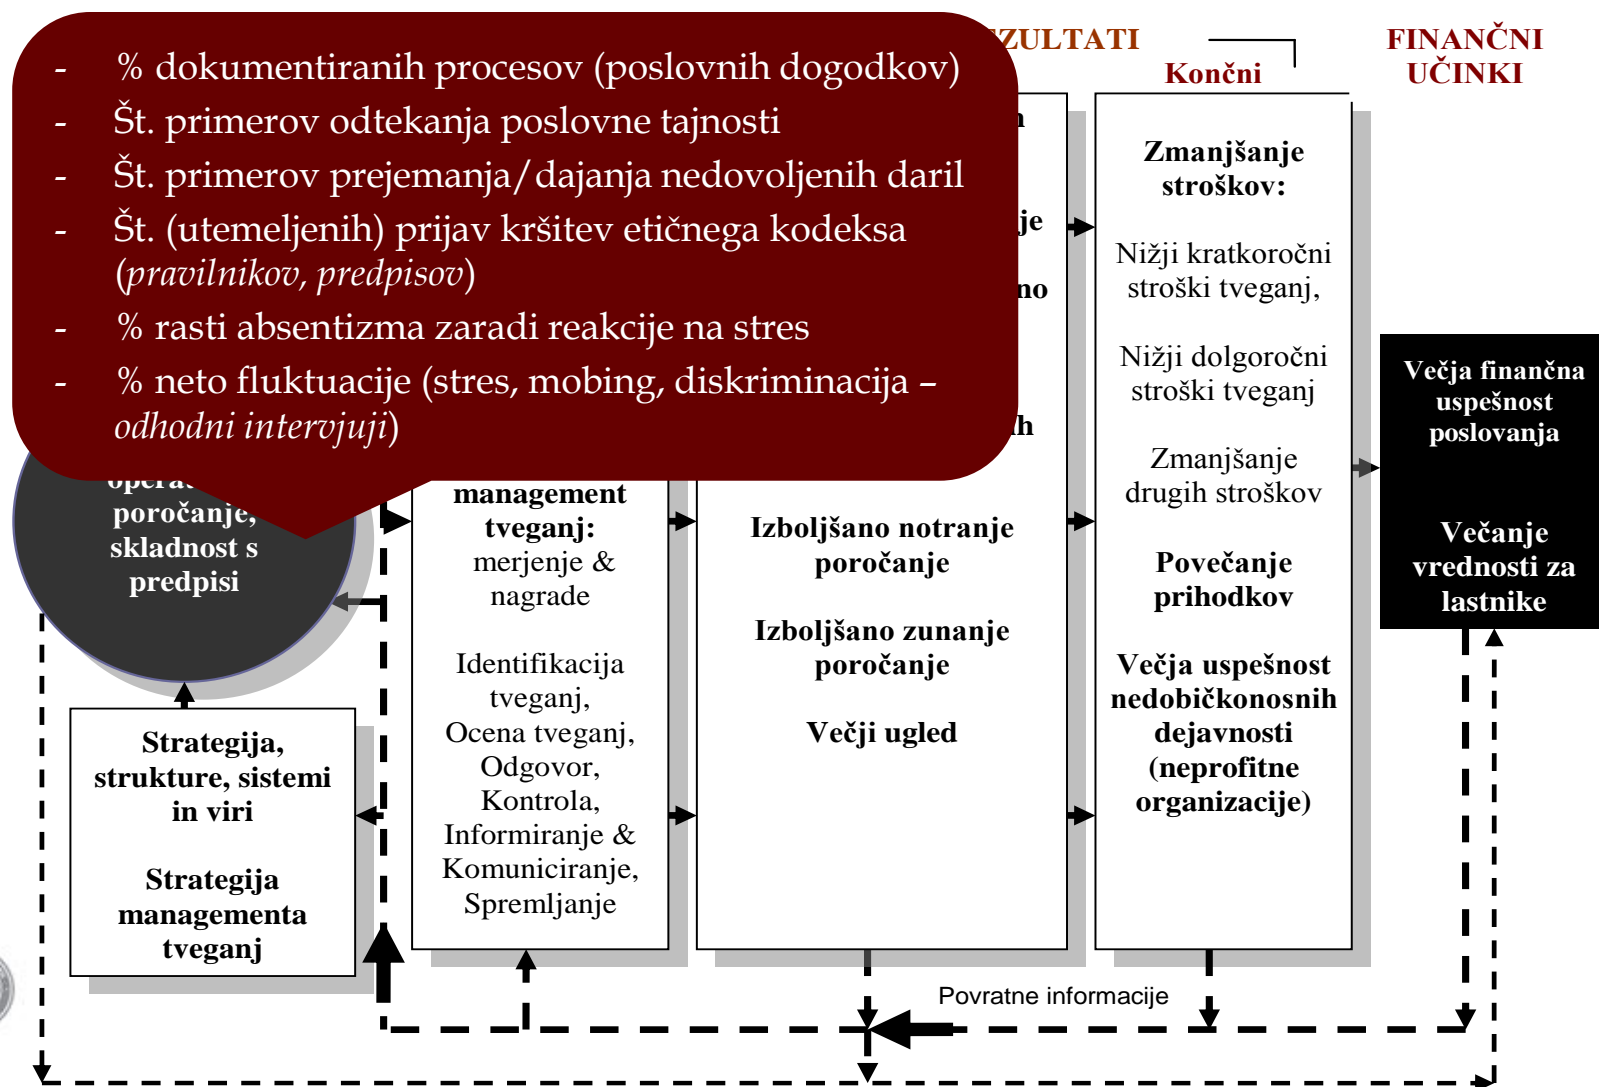 - % dokumentiranih procesov (poslovnih dogodkov)
- Št. primerov odtekanja poslovne tajnosti
- Št. primerov prejemanja/dajanja nedovoljenih daril
- Št. (utemeljenih) prijav kršitev etičnega kodeksa
(pravilnikov, predpisov)
- % rasti absentizma zaradi reakcije na stres
- % neto fluktuacije (stres, mobing, diskriminacija –
odhodni intervjuji)
poročanje,
skladnost s
predpisi
Strategija,
strukture, sistemi
in viri
Strategija
managementa
tveganj
management
tveganj:
merjenje &
nagrade
Identifikacija
tveganj,
Ocena tveganj,
Odgovor,
Kontrola,
Informiranje &
Komuniciranje,
Spremljanje
Izboljšano notranje
poročanje
Izboljšano zunanje
poročanje
Večji ugled
Končni
Zmanjšanje
stroškov:
Nižji kratkoročni
stroški tveganj,
Nižji dolgoročni
stroški tveganj
Zmanjšanje
drugih stroškov
Povečanje
prihodkov
Večja uspešnost
nedobičkonosnih
dejavnosti
(neprofitne
organizacije)
FINANČNI
UČINKI
Večja finančna
uspešnost
poslovanja
Večanje
vrednosti za
lastnike
Povratne informacije